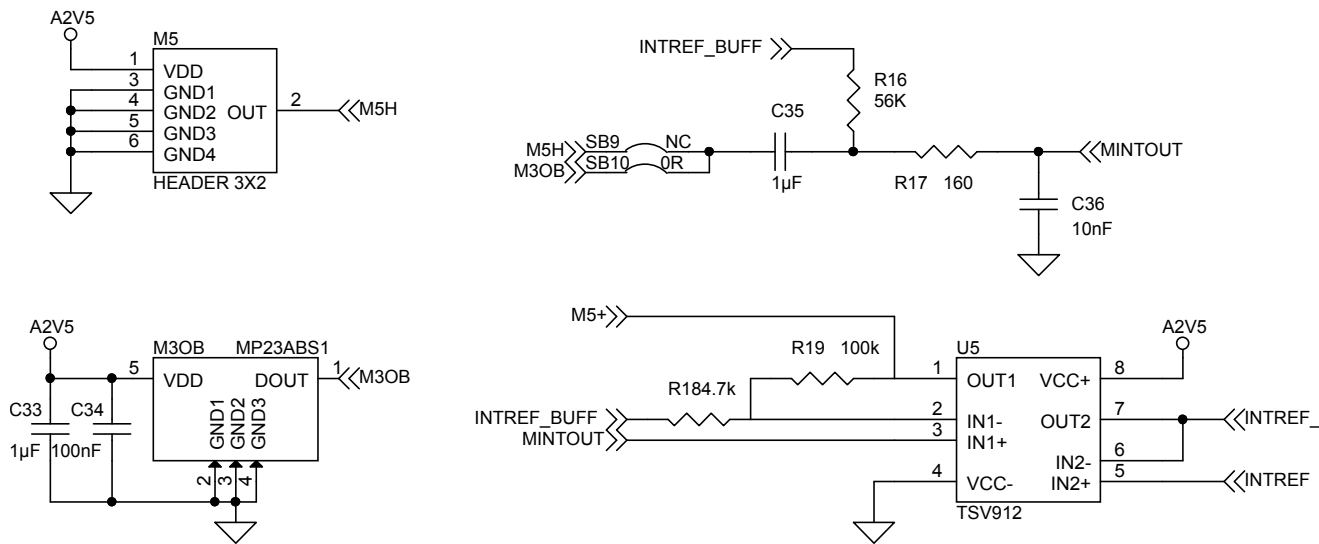 A2V5
M5
1
VDD
3
GND1
4
GND2
OUT
2
M5H
5
GND3
6
GND4
HEADER 3X2
INTREF_BUFF
R16
56K
C35
1µF
M5H
SB9
NC
M3OB
SB10
0R
R17 160
MINTOUT
C36
10nF
A2V5
M3OB
MP23ABS1
5
VDD
DOUT
1
M3OB
C33
1µF
C34
100nF
GND1
GND2
GND3
2
3
4
M5+
R19 100k
R184.7k
INTREF_BUFF
MINTOUT
U5
A2V5
1
OUT1
VCC+
8
2
IN1-
OUT2
7
INTREF_
3
IN1+
IN2-
6
4
VCC-
IN2+
5
INTREF
TSV912